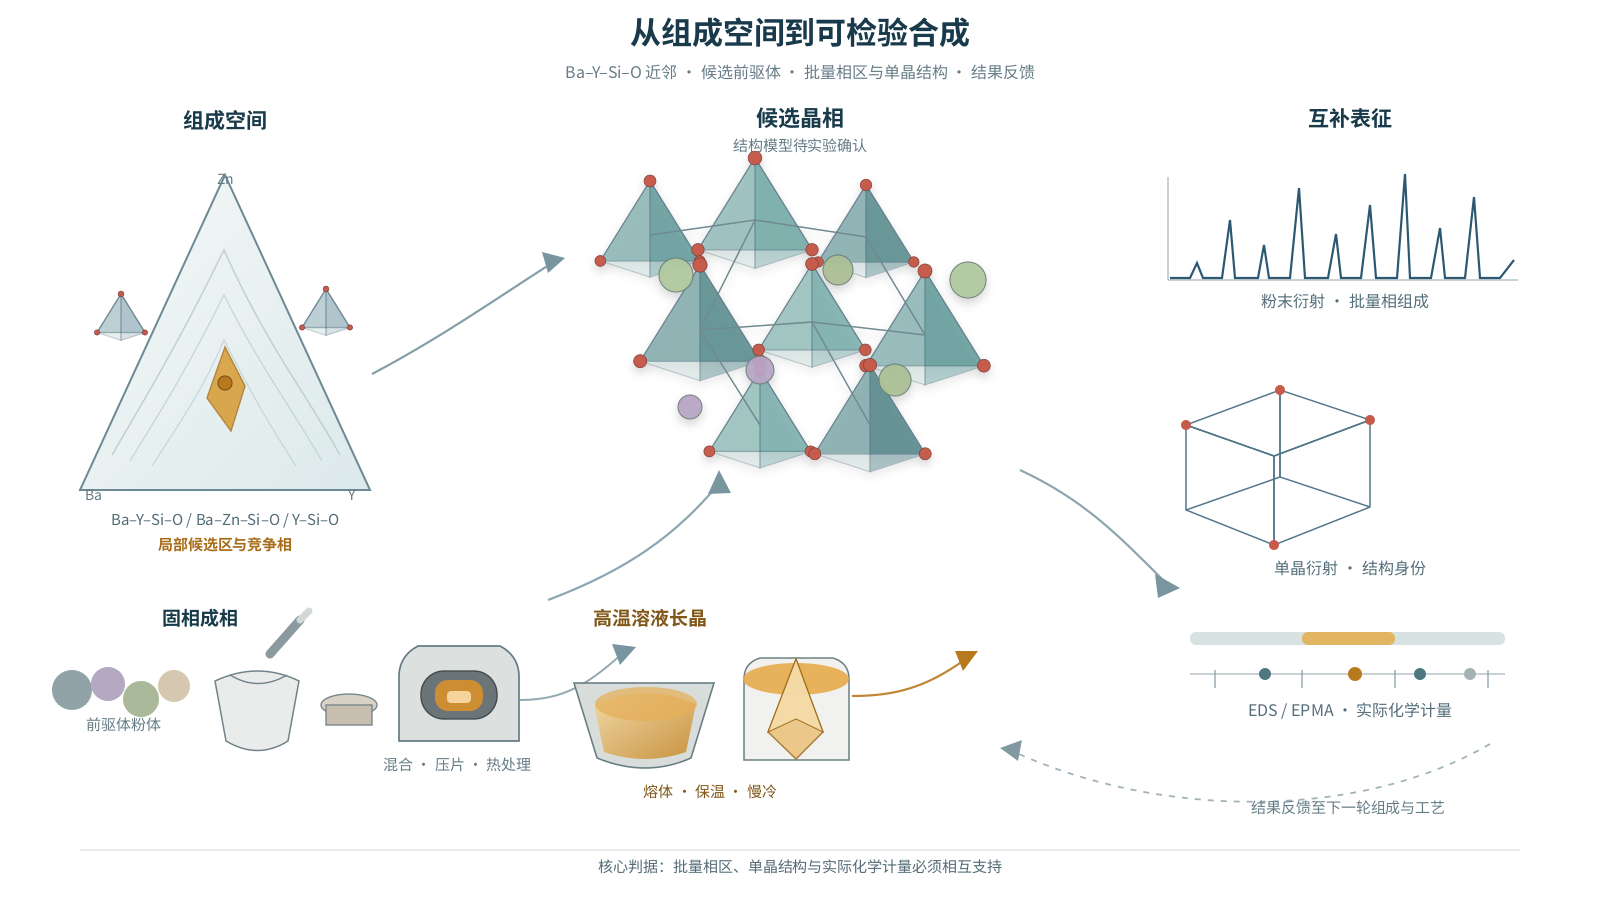 从组成空间到可检验合成
Ba–Y–Si–O 近邻 · 候选前驱体 · 批量相区与单晶结构 · 结果反馈
组成空间
Zn
Ba
Y
Ba–Y–Si–O / Ba–Zn–Si–O / Y–Si–O
局部候选区与竞争相
候选晶相
结构模型待实验确认
互补表征
粉末衍射 · 批量相组成
单晶衍射 · 结构身份
EDS / EPMA · 实际化学计量
结果反馈至下一轮组成与工艺
固相成相
前驱体粉体
混合 · 压片 · 热处理
高温溶液长晶
熔体 · 保温 · 慢冷
核心判据：批量相区、单晶结构与实际化学计量必须相互支持